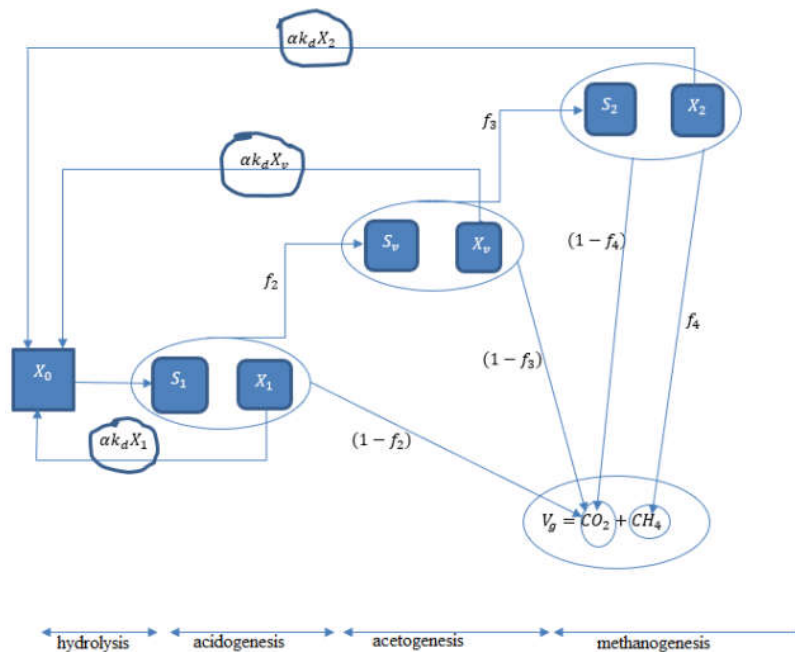 αk_dX_2
S_2
X_2
f_3
αk_dX_v
S_v
X_v
(1 − f_4)
f_2
f_4
X_0
S_1
X_1
(1 − f_3)
αk_dX_1
(1 − f_2)
V_g = CO_2 + CH_4
hydrolysis acidogenesis acetogenesis methanogenesis